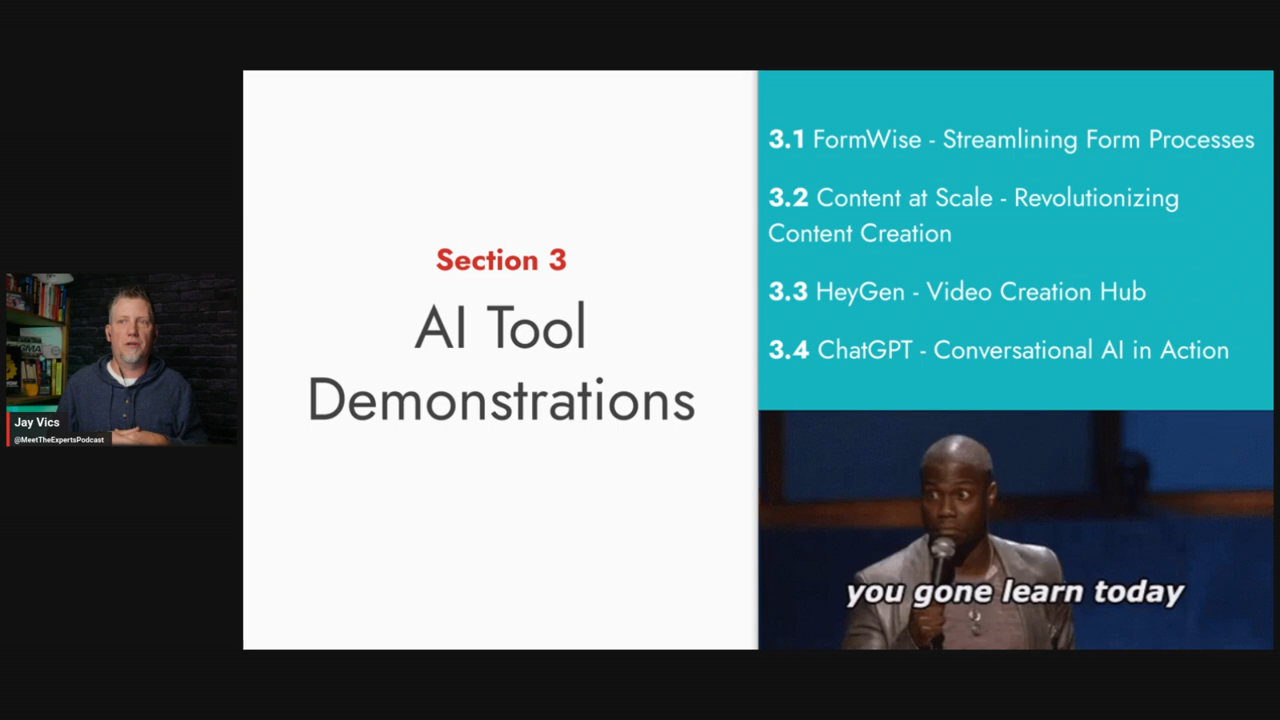 Section 3
AI Tool
Demonstrations
3.1 FormWise - Streamlining Form Processes
3.2 Content at Scale - Revolutionizing
Content Creation
3.3 HeyGen - Video Creation Hub
3.4 ChatGPT - Conversational AI in Action
you gone learn today
Jay Vics
@MeetTheExpertsPodcast